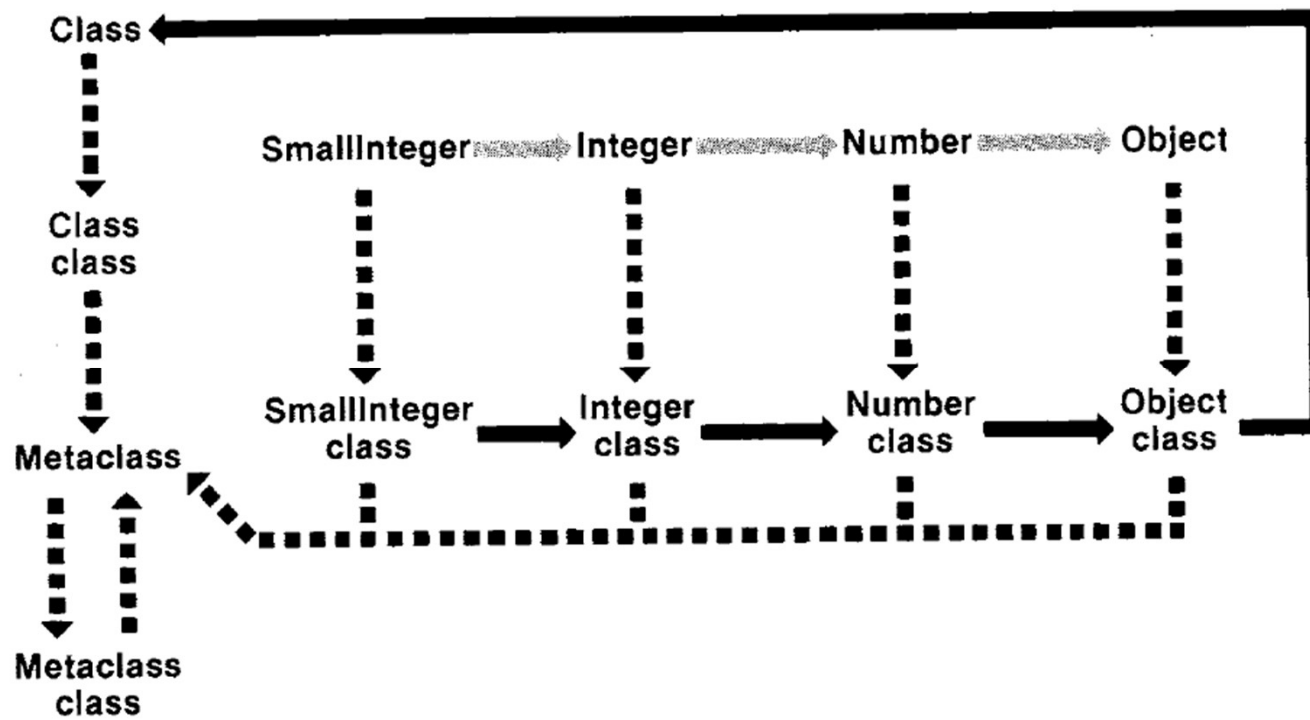 Class
SmallInteger Integer Number Object
Class
class
SmallInteger
class
Integer
class
Number
class
Object
class
Metaclass
Metaclass
class